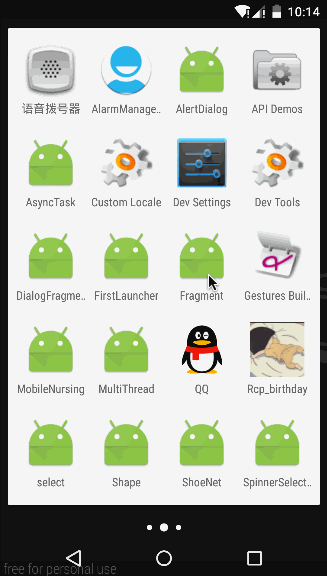 10:14
语音拨号器 AlarmManage.. AlertDialog API Demos
AsyncTask Custom Locale Dev Settings Dev Tools
DialogFragme.. FirstLauncher Fragment Gestures Buil..
MobileNursing MultiThread QQ Rcp_birthday
select Shape ShoeNet SpinnerSelect..
free for personal use